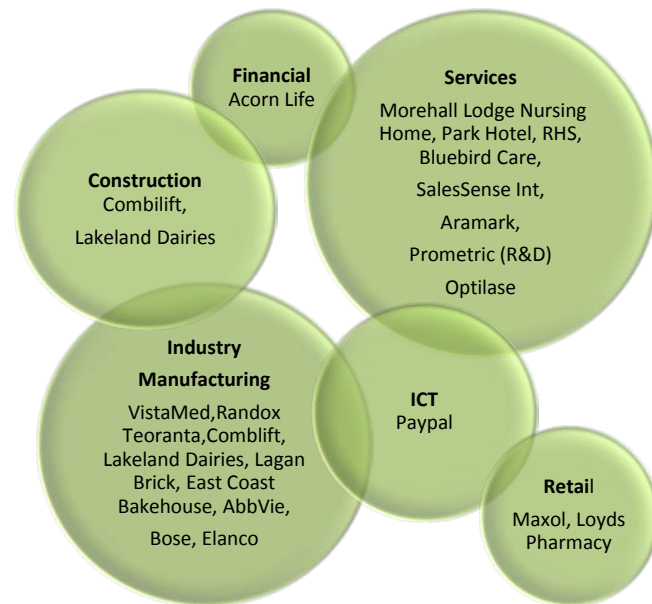 Financial
Acorn Life
Services
Morehall Lodge Nursing
Home, Park Hotel, RHS,
Bluebird Care,
SalesSense Int,
Aramark,
Prometric (R&D)
Optilase
Construction
Combilift,
Lakeland Dairies
Industry
Manufacturing
VistaMed,Randox
Teoranta,Comblift,
Lakeland Dairies, Lagan
Brick, East Coast
Bakehouse, AbbVie,
Bose, Elanco
ICT
Paypal
Retail
Maxol, Loyds
Pharmacy